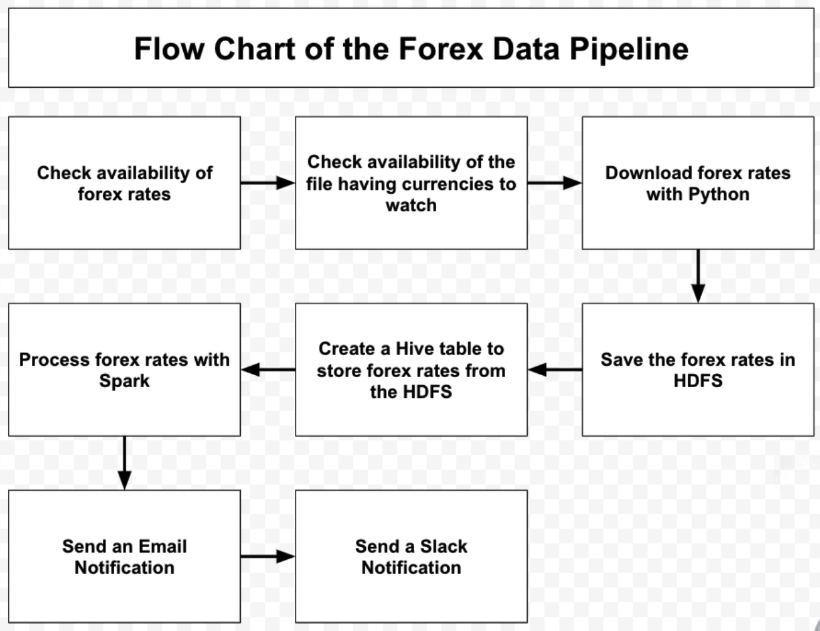 Flow Chart of the Forex Data Pipeline
Check availability of
forex rates
Check availability of the
file having currencies to
watch
Download forex rates
with Python
Save the forex rates in
HDFS
Create a Hive table to
store forex rates from
the HDFS
Process forex rates with
Spark
Send an Email
Notification
Send a Slack
Notification